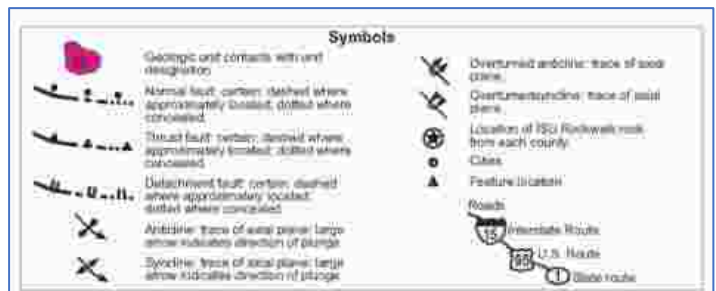 Symbols
Geologic unit contacts with unit
designation.
Normal fault: certain; dashed where
approximately located; dotted where
concealed.
Thrust fault: certain; dashed where
approximately located; dotted where
concealed.
Detachment fault: certain; dashed
where approximately located;
dotted where concealed.
Anticline: trace of axial plane; large
arrow indicates direction of plunge.
Syncline: trace of axial plane; large
arrow indicates direction of plunge.
Overturned anticline: trace of axial
plane.
Overturned syncline: trace of axial
plane.
Location of ISU Rockwalk rock
from each county.
Cities
Feature location
Roads
15 Interstate Route
95 U.S. Route
1 State route